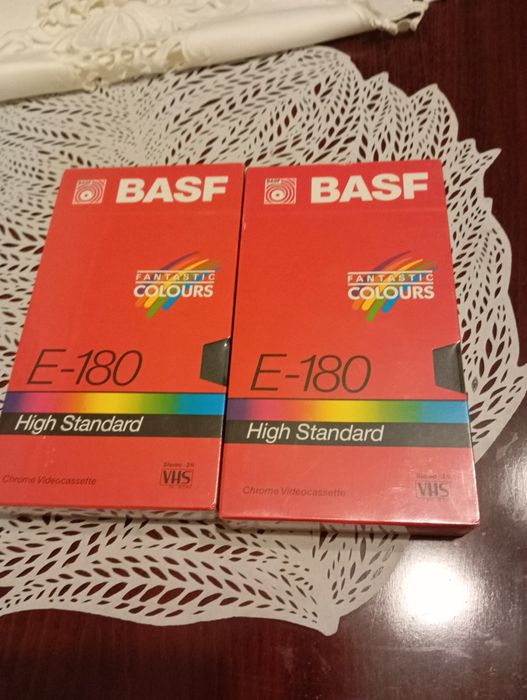 BASF
FANTASTIC
COLOURS
E-180
High Standard
Chrome Videocassette
VHS
BASF
FANTASTIC
COLOURS
E-180
High Standard
Chrome Videocassette
VHS